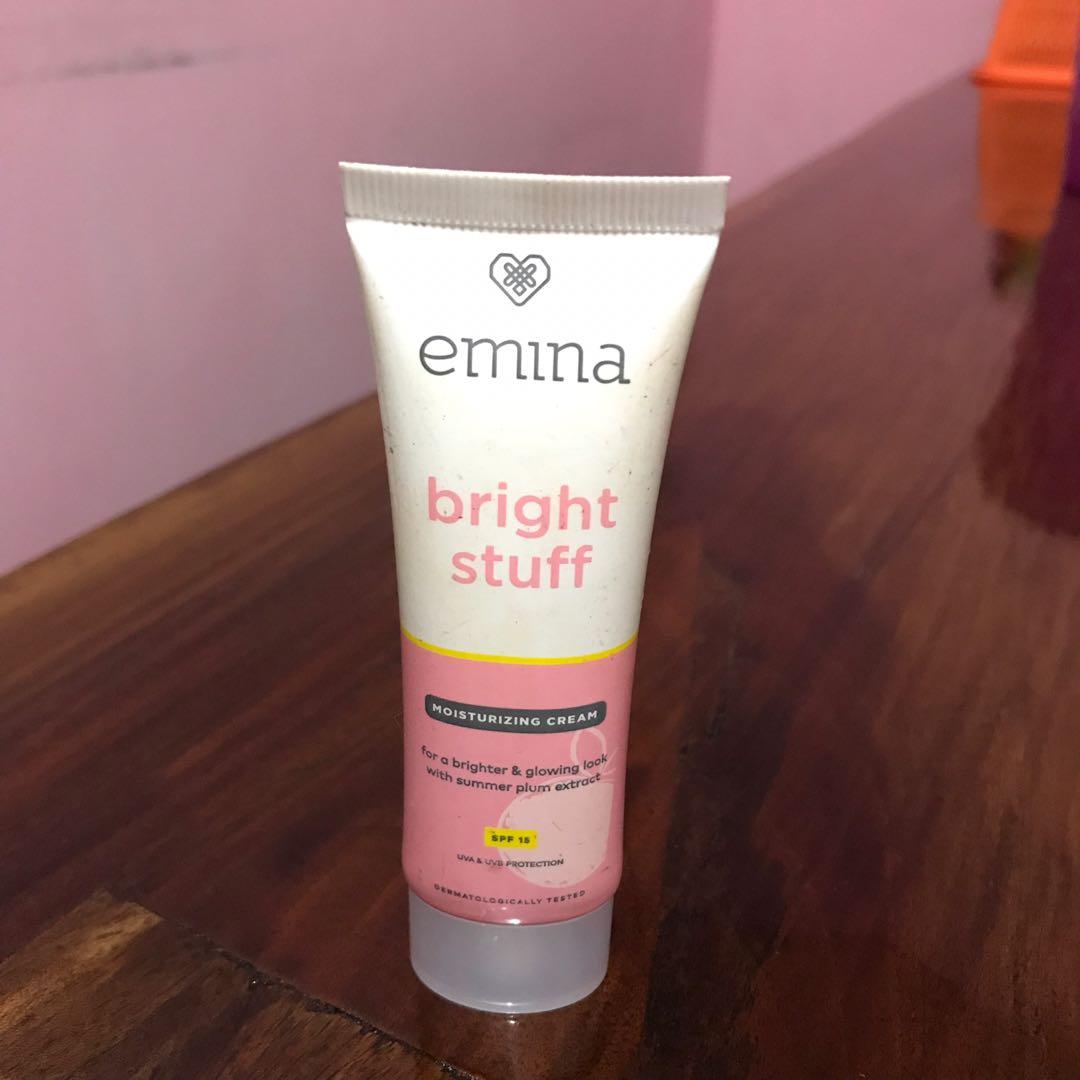 emina
bright
stuff
MOISTURIZING CREAM
for a brighter & glowing look
with summer plum extract
SPF 15
UVA & UVB PROTECTION
DERMATOLOGICALLY TESTED